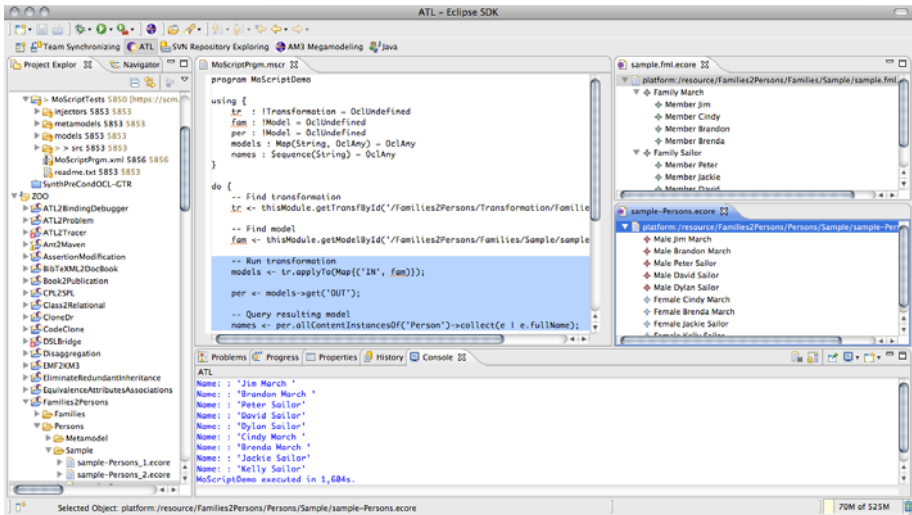 ATL - Eclipse SDK
Team Synchronizing ATL SVN Repository Exploring AM3 Megamodeling Java
Project Explor Navigator
> MoScriptTests 5850 [https://scm.
> injectors 5853 5853
> metamodels 5853 5853
> models 5853 5853
> > src 5853 5853
MoScriptPrgm.xml 5856 5856
readme.txt 5853 5853
SynthPreCondOCL-GTR
ZOO
ATL2BindingDebugger
ATL2Problem
ATL2Tracer
Ant2Maven
AssertionModification
BibTeXML2DocBook
Book2Publication
CPL2SPL
Class2Relational
CloneDr
CodeClone
DSLBridge
Disaggregation
EMF2KM3
EliminateRedundantInheritance
EquivalenceAttributesAssociations
Families2Persons
Families
Persons
Metamodel
Sample
sample-Persons_1.ecore
sample-Persons_2.ecore
MoScriptPrgm.mscr
program MoScriptDemo
using {
tr : !Transformation = OclUndefined
fam : !Model = OclUndefined
per : !Model = OclUndefined
models : Map(String, OclAny) = OclAny
names : Sequence(String) = OclAny
}
do {
-- Find transformation
tr <- thisModule.getTransfById('/Families2Persons/Transformation/Familie
-- Find model
fam <- thisModule.getModelById('/Families2Persons/Families/Sample/sample
-- Run transformation
models <- tr.applyTo(Map{('IN', fam)});
per <- models->get('OUT');
-- Query resulting model
names <- per.allContentInstancesOf('Person')->collect(e | e.fullName);
sample.fml.ecore
platform:/resource/Families2Persons/Families/Sample/sample.fml.
Family March
Member Jim
Member Cindy
Member Brandon
Member Brenda
Family Sailor
Member Peter
Member Jackie
Member David
sample-Persons.ecore
platform:/resource/Families2Persons/Persons/Sample/sample-Per
Male Jim March
Male Brandon March
Male Peter Sailor
Male David Sailor
Male Dylan Sailor
Female Cindy March
Female Brenda March
Female Jackie Sailor
Female Kelly Sailor
Problems Progress Properties History Console
ATL
Name: : 'Jim March '
Name: : 'Brandon March '
Name: : 'Peter Sailor'
Name: : 'David Sailor'
Name: : 'Dylan Sailor'
Name: : 'Cindy March '
Name: : 'Brenda March '
Name: : 'Jackie Sailor'
Name: : 'Kelly Sailor'
MoScriptDemo executed in 1,604s.
Selected Object: platform:/resource/Families2Persons/Persons/Sample/sample-Persons.ecore
70M of 525M